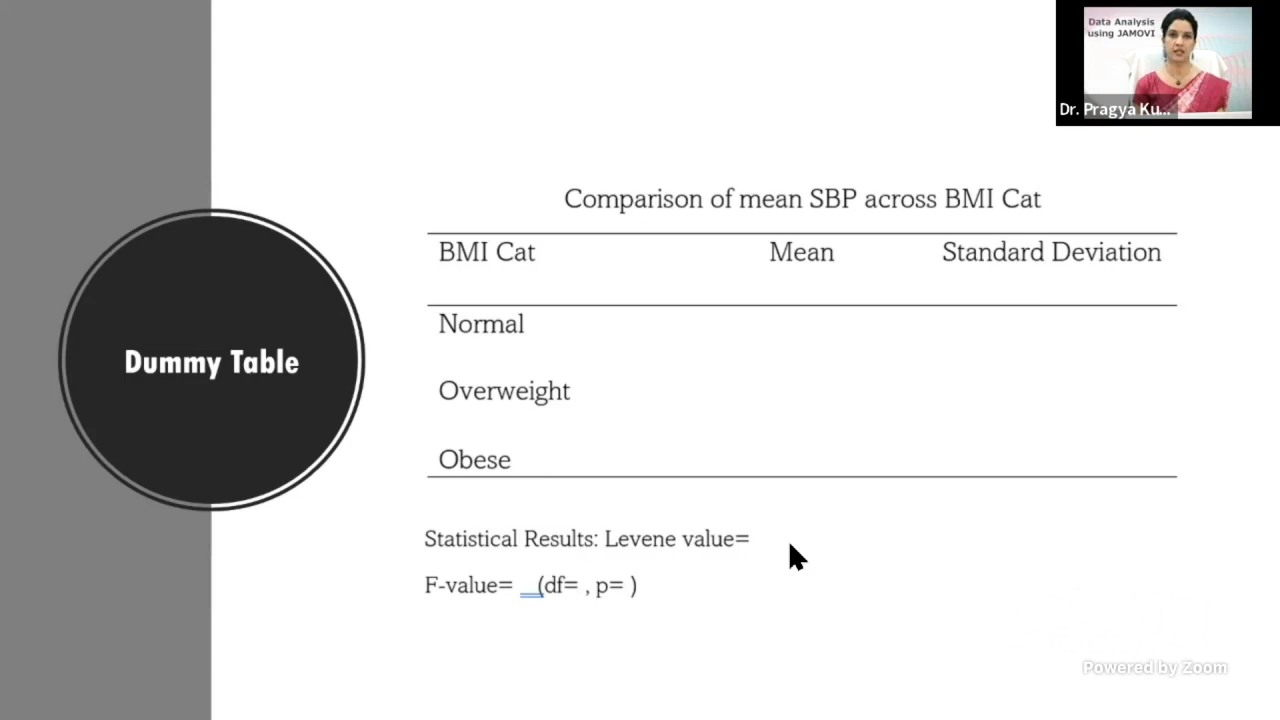 Data Analysis
using JAMOVI
Dr. Pragya Ku...
Comparison of mean SBP across BMI Cat
BMI Cat Mean Standard Deviation
Normal
Overweight
Obese
Dummy Table
Statistical Results: Levene value=
F-value= __(df= , p= )
Powered by Zoom